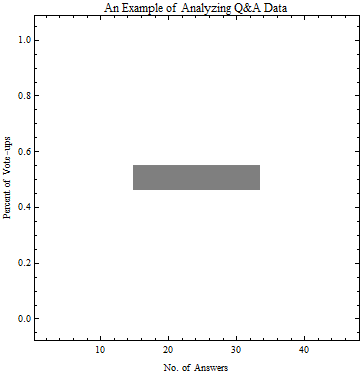 An Example of Analyzing Q&A Data
1.0
0.8
0.6
0.4
0.2
0.0
Percent of Vote-ups
10 20 30 40
No. of Answers